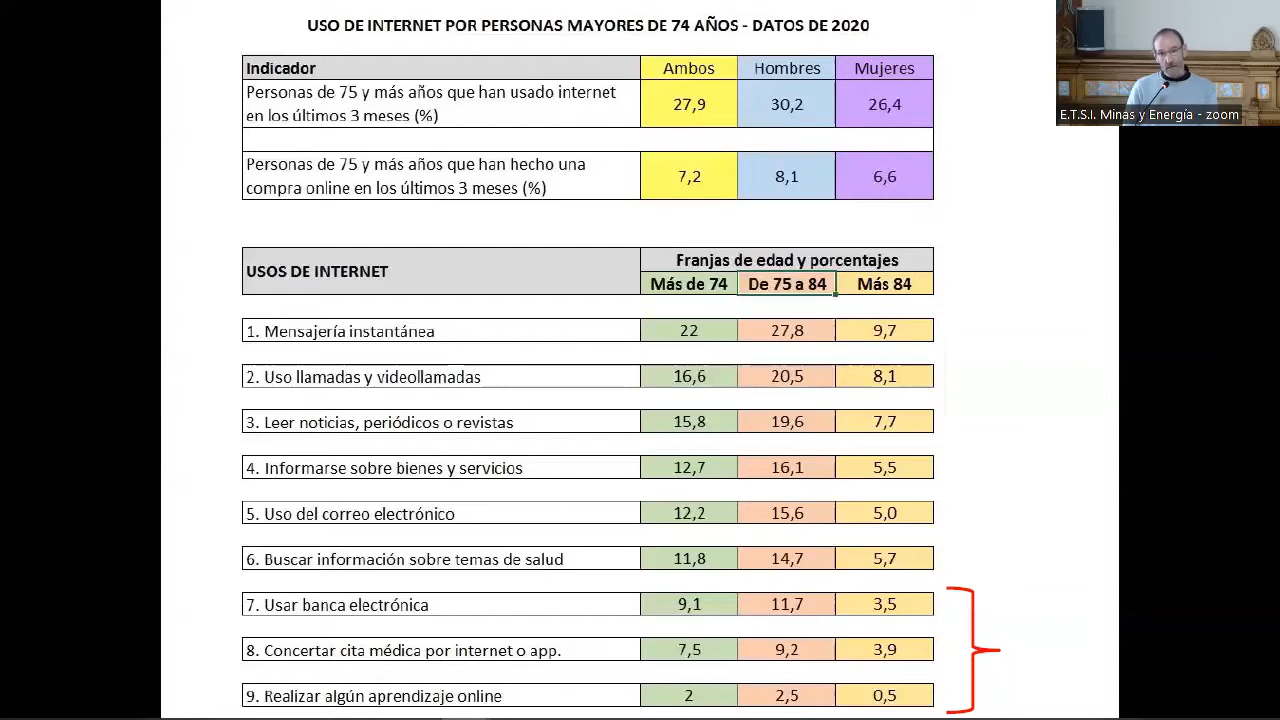 USO DE INTERNET POR PERSONAS MAYORES DE 74 AÑOS - DATOS DE 2020
Indicador Ambos Hombres Mujeres
Personas de 75 y más años que han usado internet
en los últimos 3 meses (%) 27,9 30,2 26,4
Personas de 75 y más años que han hecho una
compra online en los últimos 3 meses (%) 7,2 8,1 6,6
USOS DE INTERNET Franjas de edad y porcentajes
Más de 74 De 75 a 84 Más 84
1. Mensajería instantánea 22 27,8 9,7
2. Uso llamadas y videollamadas 16,6 20,5 8,1
3. Leer noticias, periódicos o revistas 15,8 19,6 7,7
4. Informarse sobre bienes y servicios 12,7 16,1 5,5
5. Uso del correo electrónico 12,2 15,6 5,0
6. Buscar información sobre temas de salud 11,8 14,7 5,7
7. Usar banca electrónica 9,1 11,7 3,5
8. Concertar cita médica por internet o app. 7,5 9,2 3,9
9. Realizar algún aprendizaje online 2 2,5 0,5
E.T.S.I. Minas y Energía - zoom